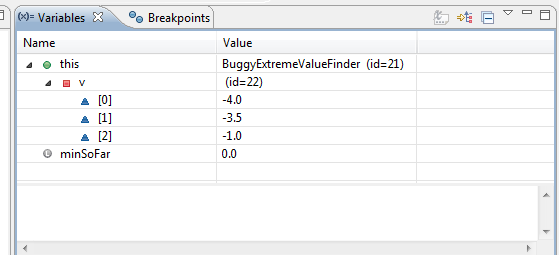 (x)= Variables Breakpoints
Name Value
this BuggyExtremeValueFinder (id=21)
v (id=22)
[0] -4.0
[1] -3.5
[2] -1.0
minSoFar 0.0